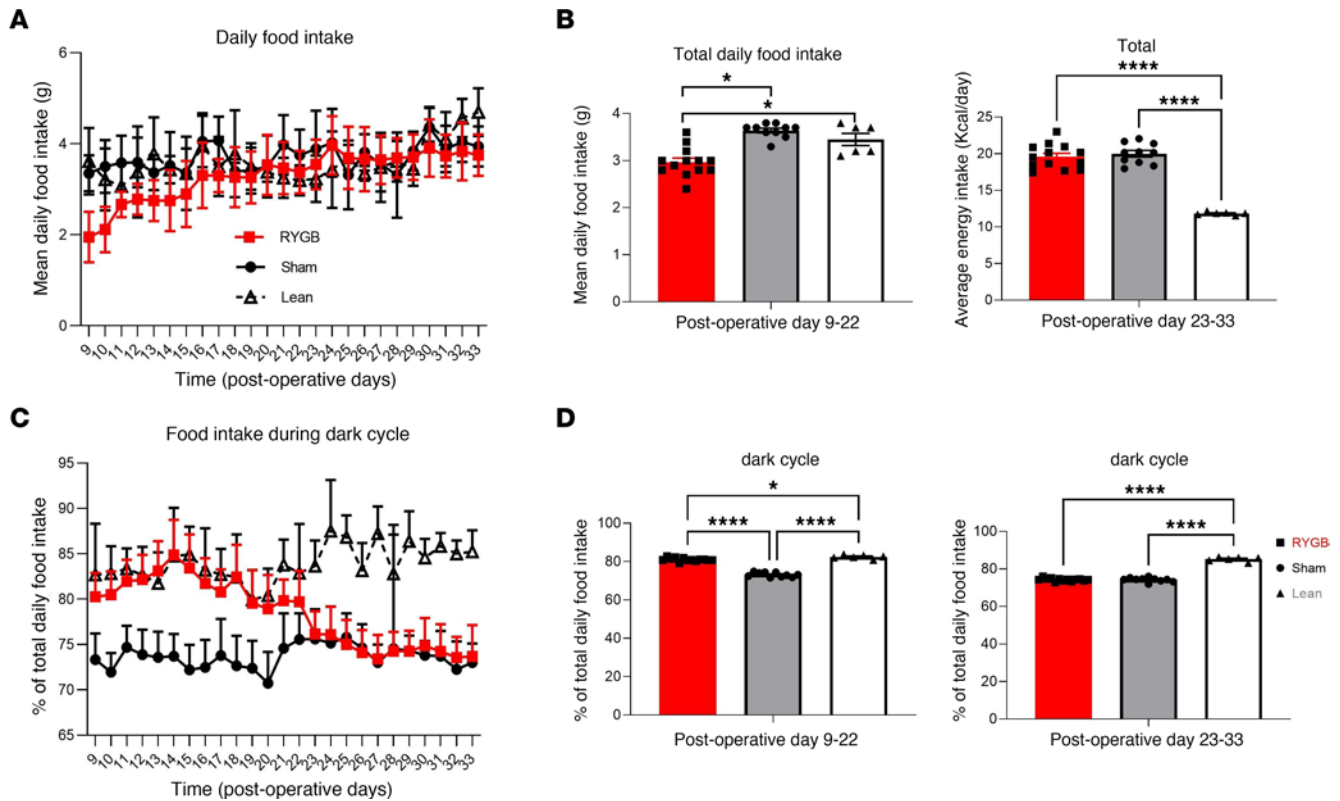 A
Daily food intake
Mean daily food intake (g)
6
4
2
0
RYGB
Sham
Lean
9 10 11 12 13 14 15 16 17 18 19 20 21 22 23 24 25 26 27 28 29 30 31 32 33
Time (post-operative days)
B
Total daily food intake
Mean daily food intake (g)
4
3
2
1
0
*
*
Post-operative day 9-22
Total
Average energy intake (Kcal/day)
25
20
15
10
5
0
****
****
Post-operative day 23-33
C
Food intake during dark cycle
% of total daily food intake
95
90
85
80
75
70
65
9 10 11 12 13 14 15 16 17 18 19 20 21 22 23 24 25 26 27 28 29 30 31 32 33
Time (post-operative days)
D
dark cycle
% of total daily food intake
100
80
60
40
20
0
*
**** ****
Post-operative day 9-22
dark cycle
% of total daily food intake
100
80
60
40
20
0
****
****
Post-operative day 23-33
RYGB
Sham
Lean